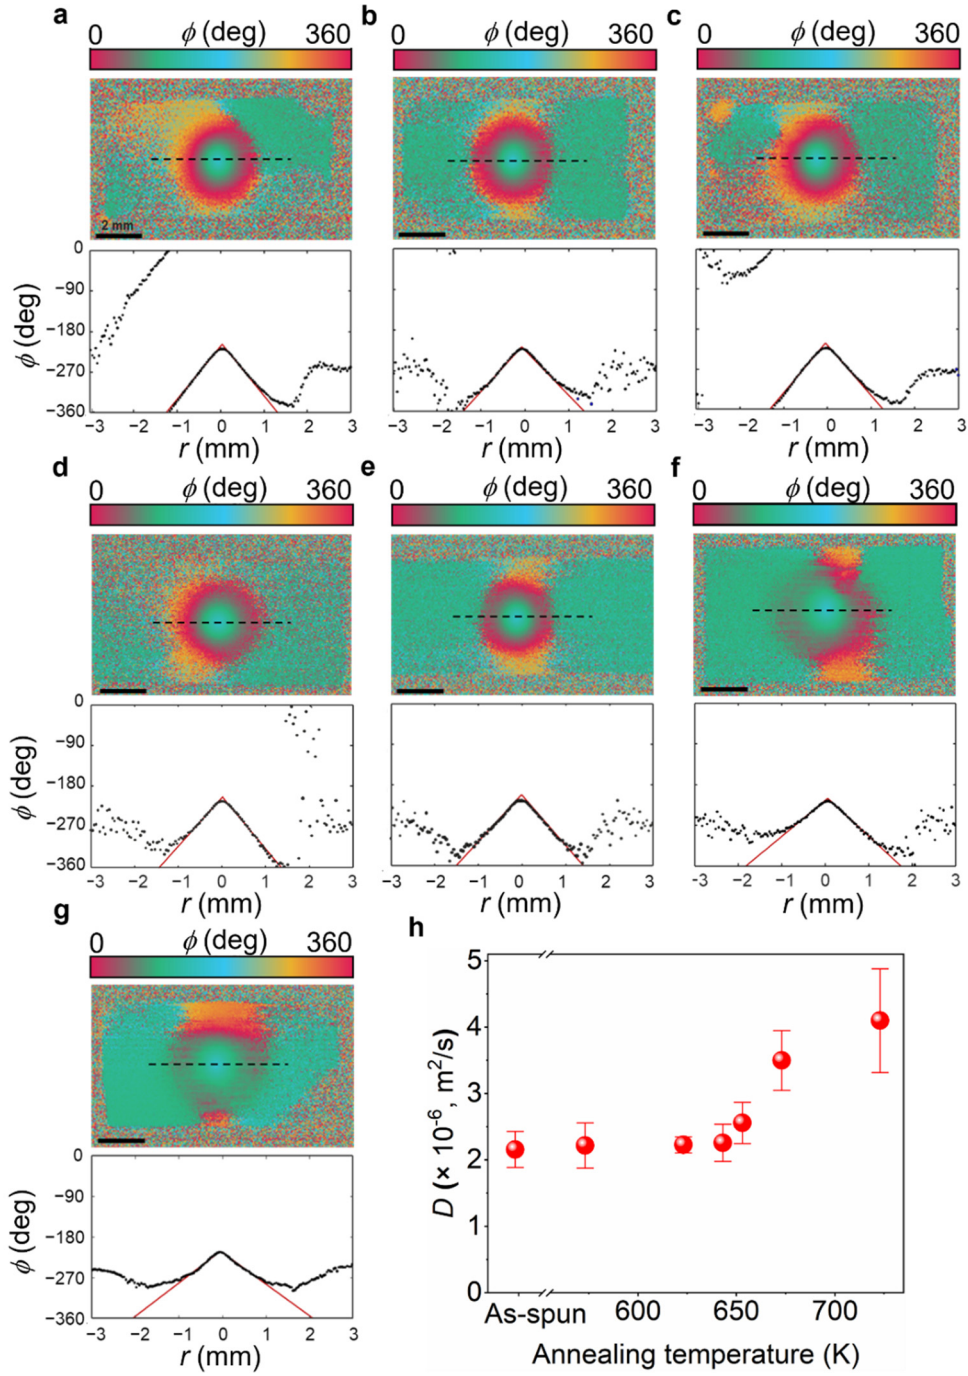 a b c
ϕ (deg) ϕ (deg) ϕ (deg)
0 360 0 360 0 360
2 mm
0
−90
−180
−270
−360
ϕ (deg)
−3 −2 −1 0 1 2 3 −3 −2 −1 0 1 2 3 −3 −2 −1 0 1 2 3
r (mm) r (mm) r (mm)
d e f
ϕ (deg) ϕ (deg) ϕ (deg)
0 360 0 360 0 360
0
−90
−180
−270
−360
ϕ (deg)
−3 −2 −1 0 1 2 3 −3 −2 −1 0 1 2 3 −3 −2 −1 0 1 2 3
r (mm) r (mm) r (mm)
g
ϕ (deg)
0 360
0
−90
−180
−270
−360
ϕ (deg)
−3 −2 −1 0 1 2 3
r (mm)
h
5
4
3
2
1
0
D (× 10⁻⁶, m²/s)
As-spun 600 650 700
Annealing temperature (K)